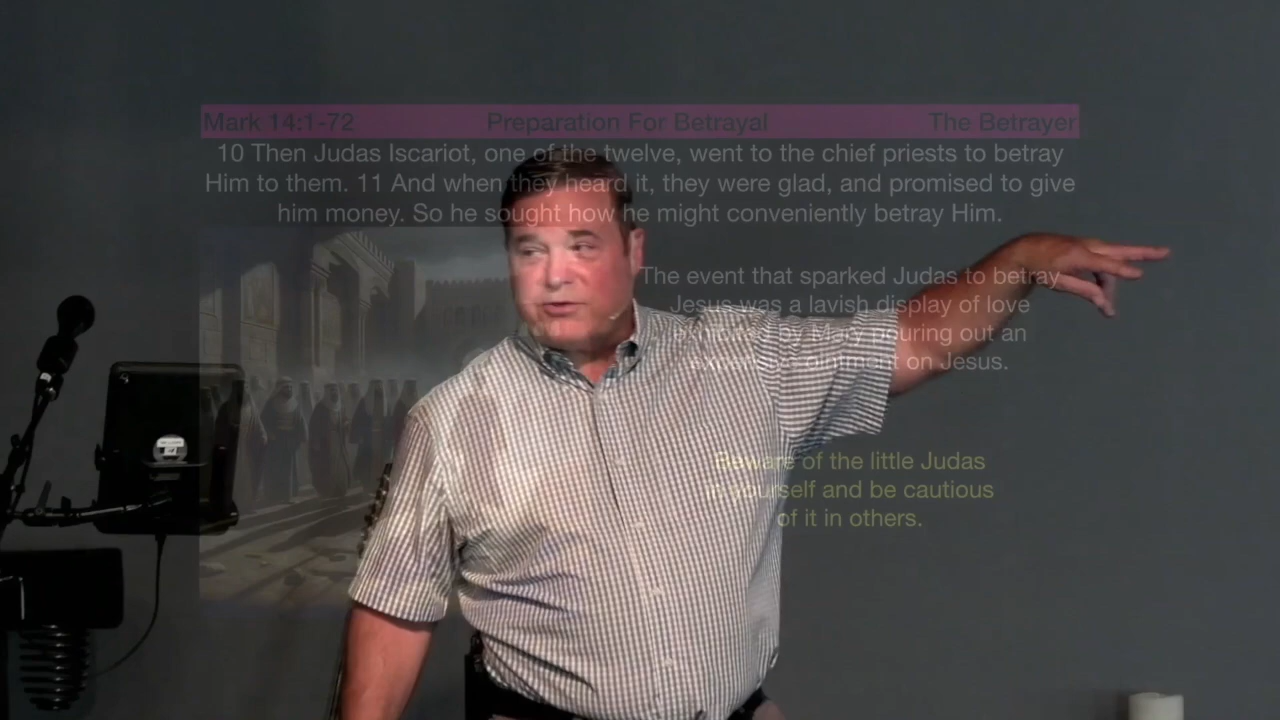 Mark 14:1-72 Preparation For Betrayal The Betrayer
10 Then Judas Iscariot, one of the twelve, went to the chief priests to betray
Him to them. 11 And when they heard it, they were glad, and promised to give
him money. So he sought how he might conveniently betray Him.
The event that sparked Judas to betray
Jesus was a lavish display of love
by Mary pouring out an
expensive ointment on Jesus.
Beware of the little Judas
in yourself and be cautious
of it in others.